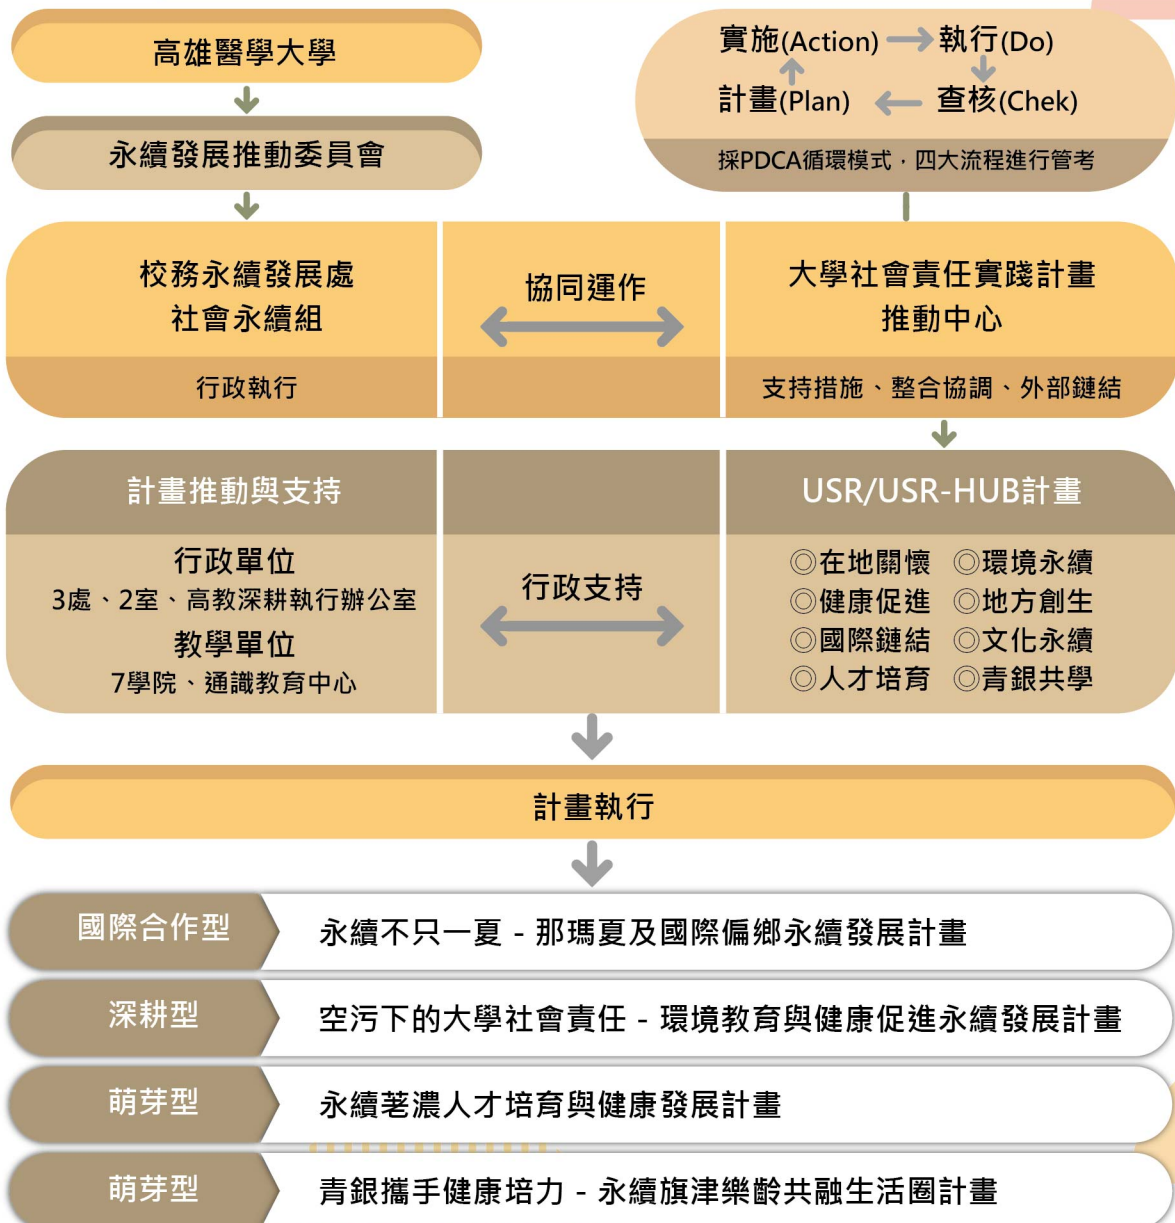 高雄醫學大學
永續發展推動委員會
實施(Action) 執行(Do)
計畫(Plan) 查核(Chek)
採PDCA循環模式，四大流程進行管考
校務永續發展處
社會永續組
行政執行
協同運作
大學社會責任實踐計畫
推動中心
支持措施、整合協調、外部鏈結
計畫推動與支持
行政單位
3處、2室、高教深耕執行辦公室
教學單位
7學院、通識教育中心
行政支持
USR/USR-HUB計畫
◎在地關懷 ◎環境永續
◎健康促進 ◎地方創生
◎國際鏈結 ◎文化永續
◎人才培育 ◎青銀共學
計畫執行
國際合作型 永續不只一夏 - 那瑪夏及國際偏鄉永續發展計畫
深耕型 空污下的大學社會責任 - 環境教育與健康促進永續發展計畫
萌芽型 永續荖濃人才培育與健康發展計畫
萌芽型 青銀攜手健康培力 - 永續旗津樂齡共融生活圈計畫